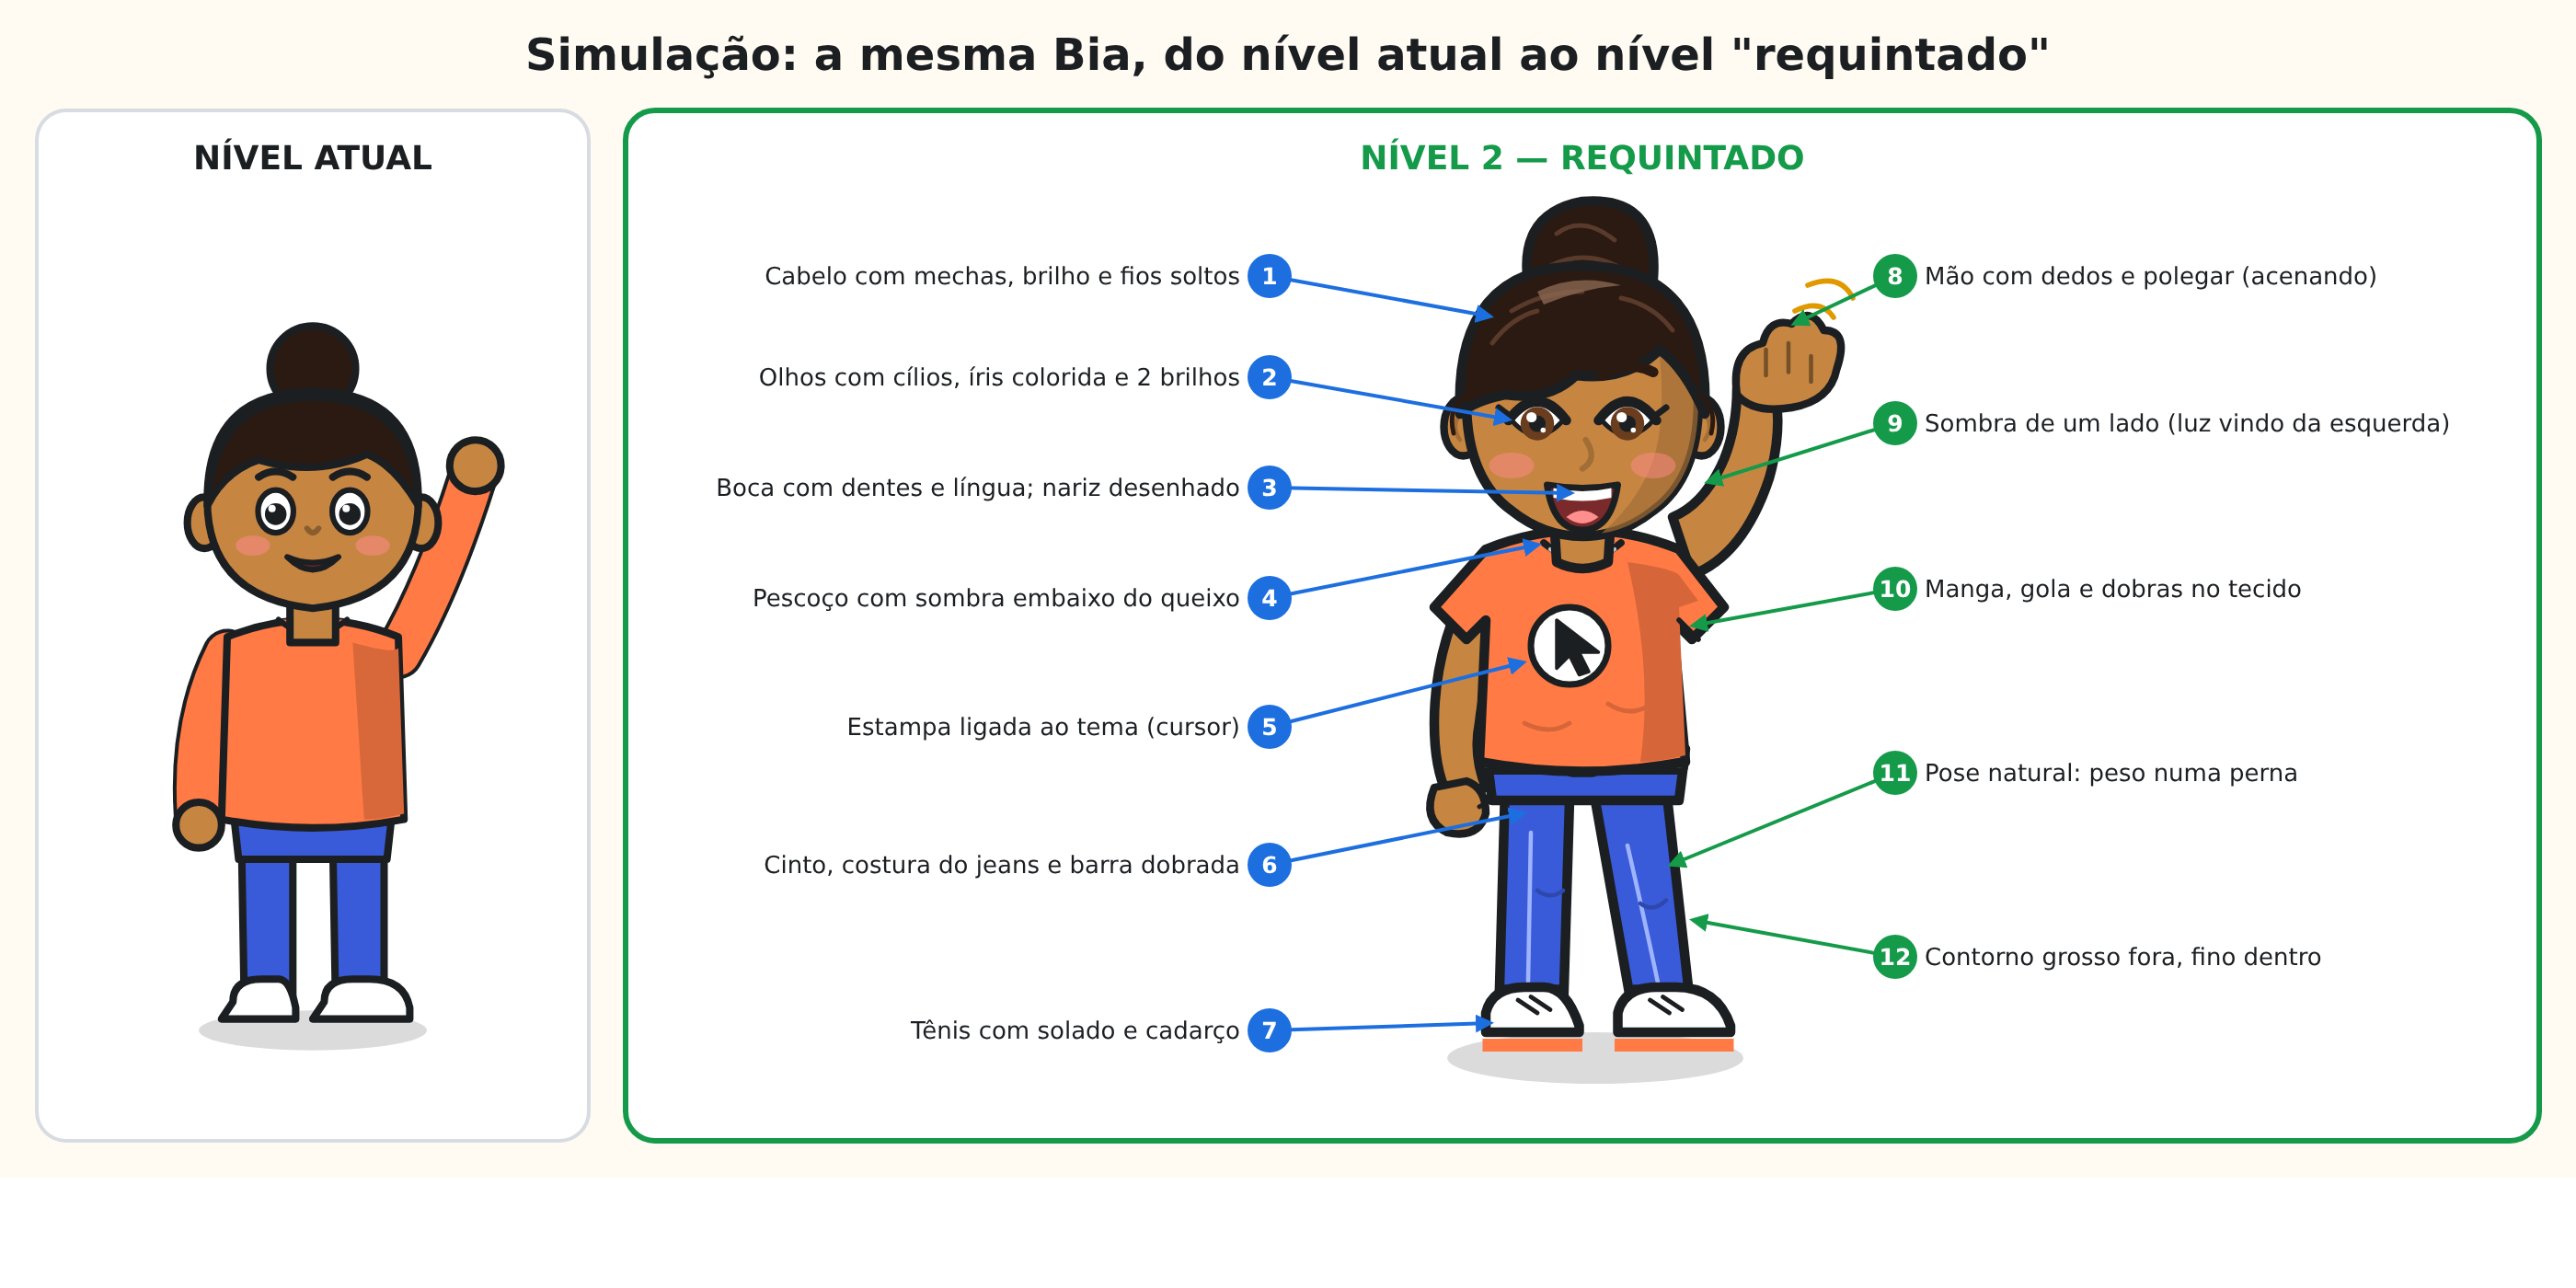 Simulação: a mesma Bia, do nível atual ao nível "requintado"
NÍVEL ATUAL
NÍVEL 2 — REQUINTADO
Cabelo com mechas, brilho e fios soltos 1
Olhos com cílios, íris colorida e 2 brilhos 2
Boca com dentes e língua; nariz desenhado 3
Pescoço com sombra embaixo do queixo 4
Estampa ligada ao tema (cursor) 5
Cinto, costura do jeans e barra dobrada 6
Tênis com solado e cadarço 7
8 Mão com dedos e polegar (acenando)
9 Sombra de um lado (luz vindo da esquerda)
10 Manga, gola e dobras no tecido
11 Pose natural: peso numa perna
12 Contorno grosso fora, fino dentro